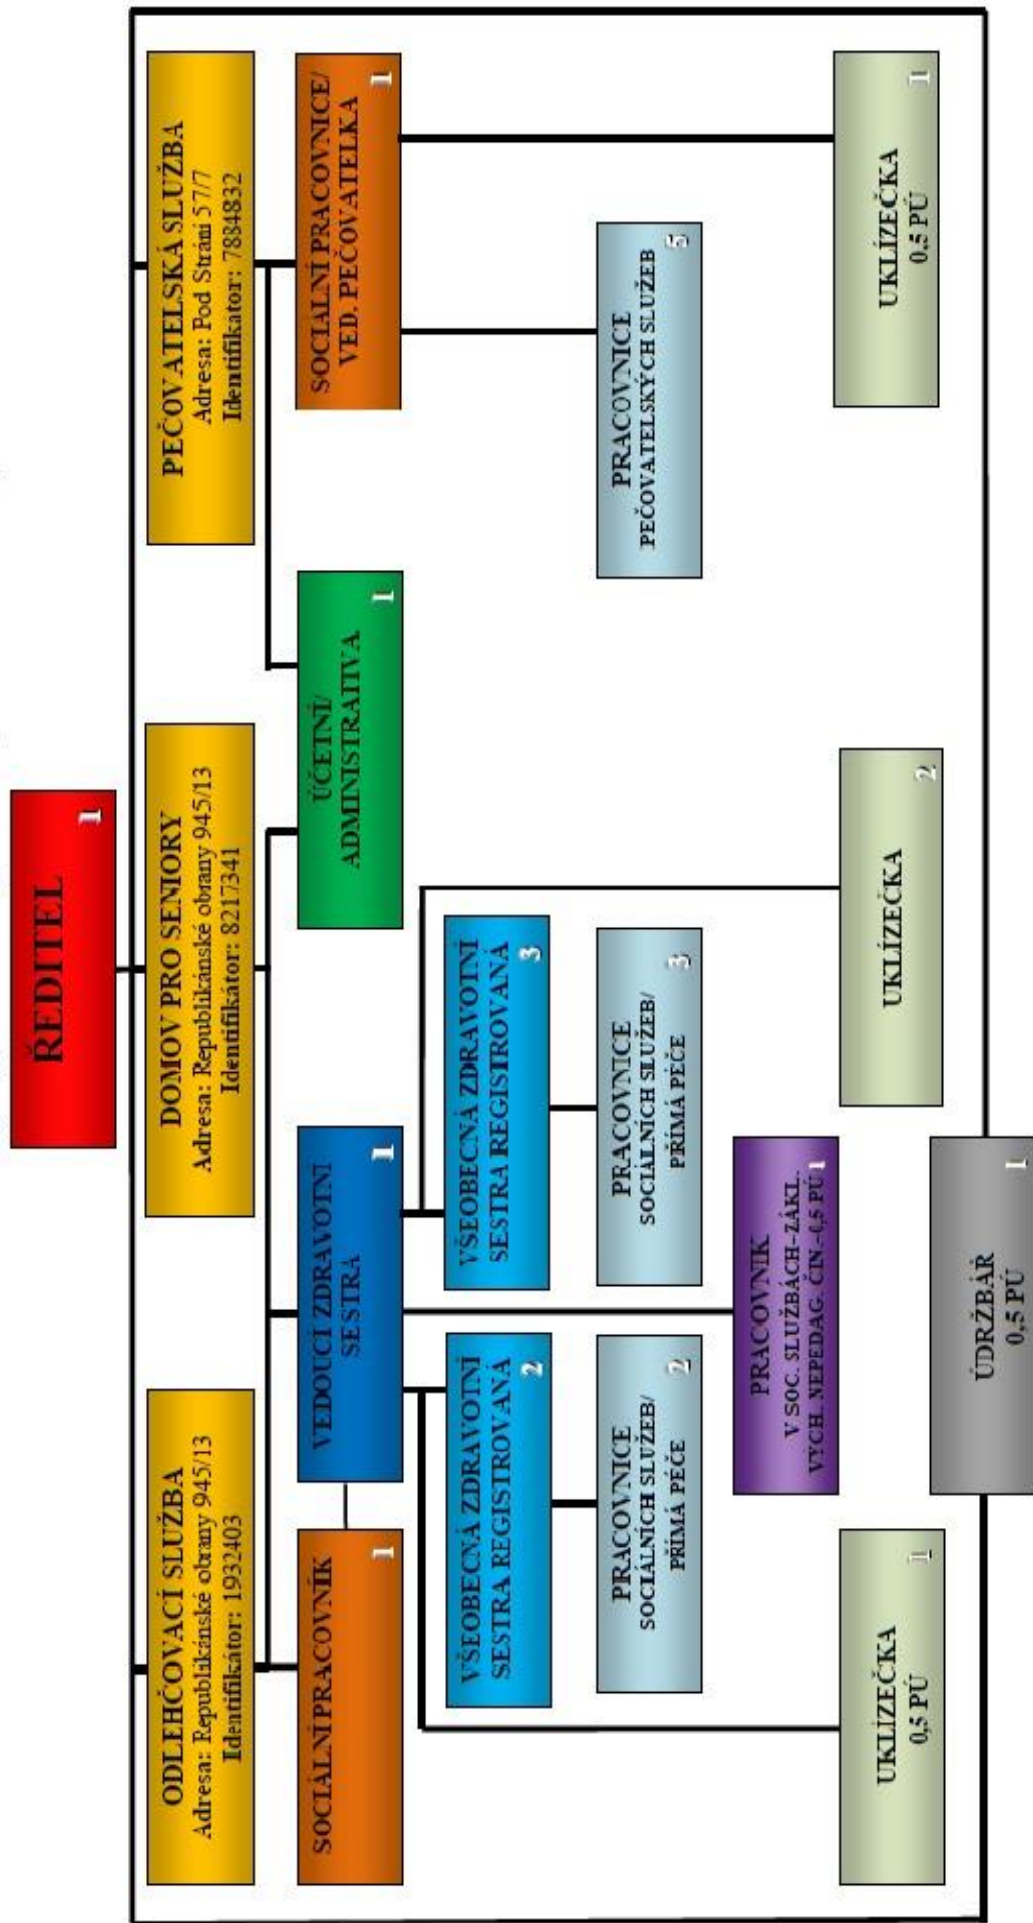 ŘEDITEL
1
ODLEHČOVACÍ SLUŽBA
Adresa: Republikánské obrany 945/13
Identifikátor: 1932403
DOMOV PRO SENIORY
Adresa: Republikánské obrany 945/13
Identifikátor: 8217341
PEČOVATELSKÁ SLUŽBA
Adresa: Pod Strání 57/7
Identifikátor: 7884832
SOCIÁLNÍ PRACOVNÍK
1
VEDOUCÍ ZDRAVOTNÍ
SESTRA
1
ÚČETNÍ/
ADMINISTRATIVA
1
SOCIÁLNÍ PRACOVNICE/
VED. PEČOVATELKA
1
VŠEOBECNÁ ZDRAVOTNÍ
SESTRA REGISTROVANÁ
2
VŠEOBECNÁ ZDRAVOTNÍ
SESTRA REGISTROVANÁ
3
PRACOVNICE
SOCIÁLNÍCH SLUŽEB/
PŘÍMÁ PÉČE
2
PRACOVNICE
SOCIÁLNÍCH SLUŽEB/
PŘÍMÁ PÉČE
3
PRACOVNICE
PEČOVATELSKÝCH SLUŽEB
5
PRACOVNÍK
V SOC. SLUŽBÁCH-ZÁKL.
VÝCH. NEPEDAG. ČIN.-0,5 PÚ 1
UKLÍZEČKA
0,5 PÚ
1
UKLÍZEČKA
2
UKLÍZEČKA
0,5 PÚ
1
ÚDRŽBÁŘ
0,5 PÚ
1